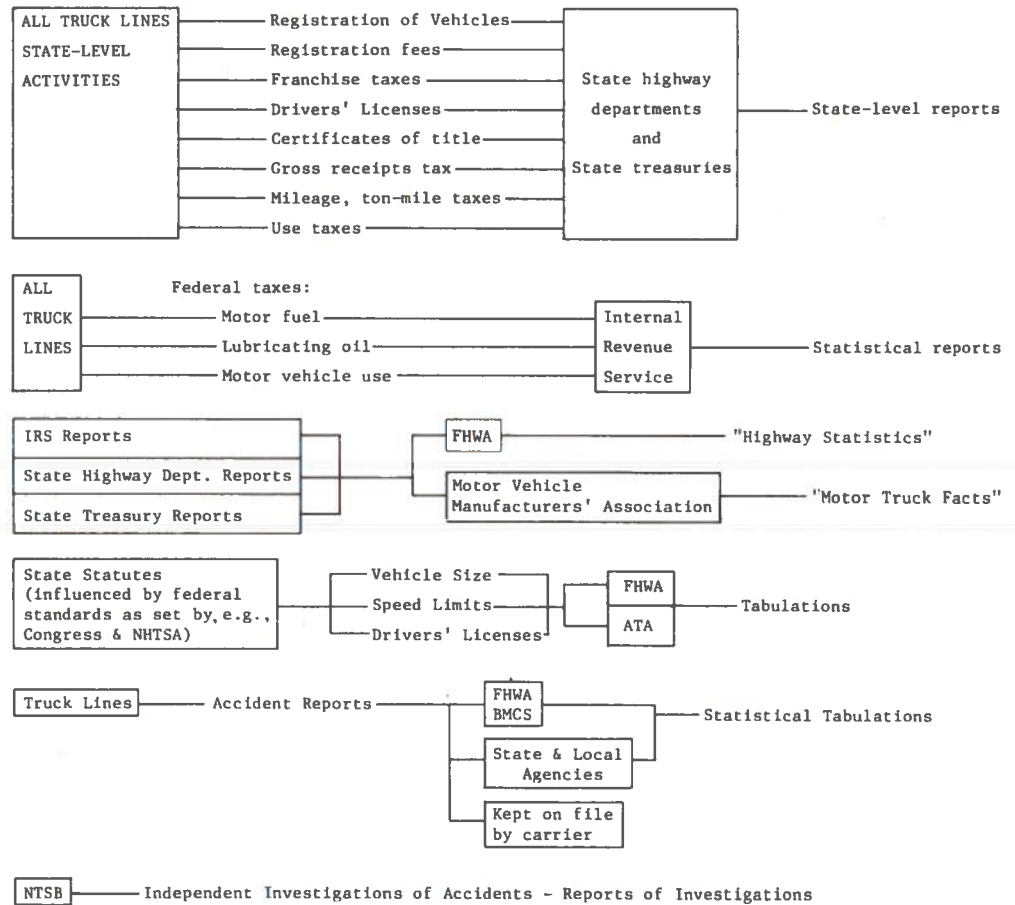 ALL TRUCK LINES
STATE-LEVEL
ACTIVITIES
Registration of Vehicles
Registration fees
Franchise taxes
Drivers' Licenses
Certificates of title
Gross receipts tax
Mileage, ton-mile taxes
Use taxes
State highway
departments
and
State treasuries
State-level reports
ALL
TRUCK
LINES
Federal taxes:
Motor fuel
Lubricating oil
Motor vehicle use
Internal
Revenue
Service
Statistical reports
IRS Reports
State Highway Dept. Reports
State Treasury Reports
FHWA
"Highway Statistics"
Motor Vehicle
Manufacturers' Association
"Motor Truck Facts"
State Statutes
(influenced by federal
standards as set by, e.g.,
Congress & NHTSA)
Vehicle Size
Speed Limits
Drivers' Licenses
FHWA
ATA
Tabulations
Truck Lines
Accident Reports
FHWA
BMCS
State & Local
Agencies
Kept on file
by carrier
Statistical Tabulations
NTSB
Independent Investigations of Accidents - Reports of Investigations